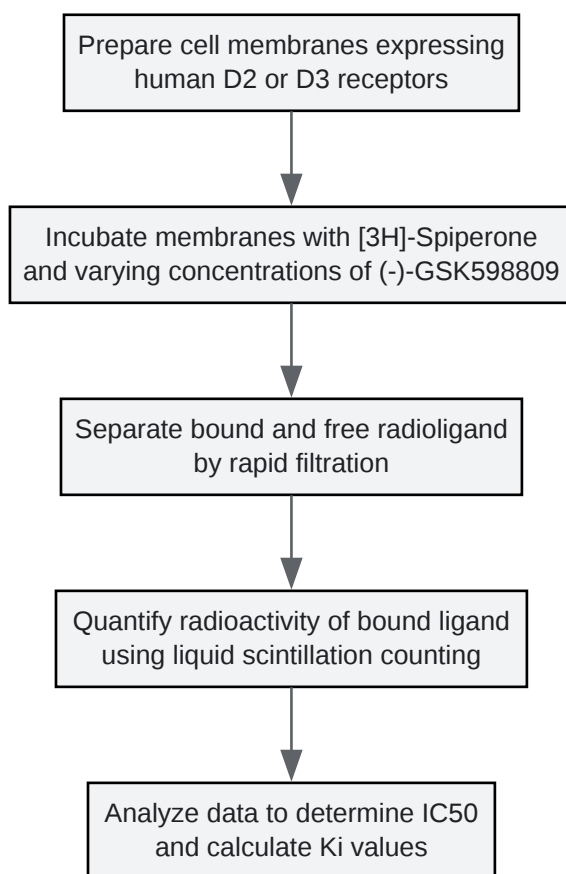 Prepare cell membranes expressing
human D2 or D3 receptors
Incubate membranes with [3H]-Spiperone
and varying concentrations of (-)-GSK598809
Separate bound and free radioligand
by rapid filtration
Quantify radioactivity of bound ligand
using liquid scintillation counting
Analyze data to determine IC50
and calculate Ki values